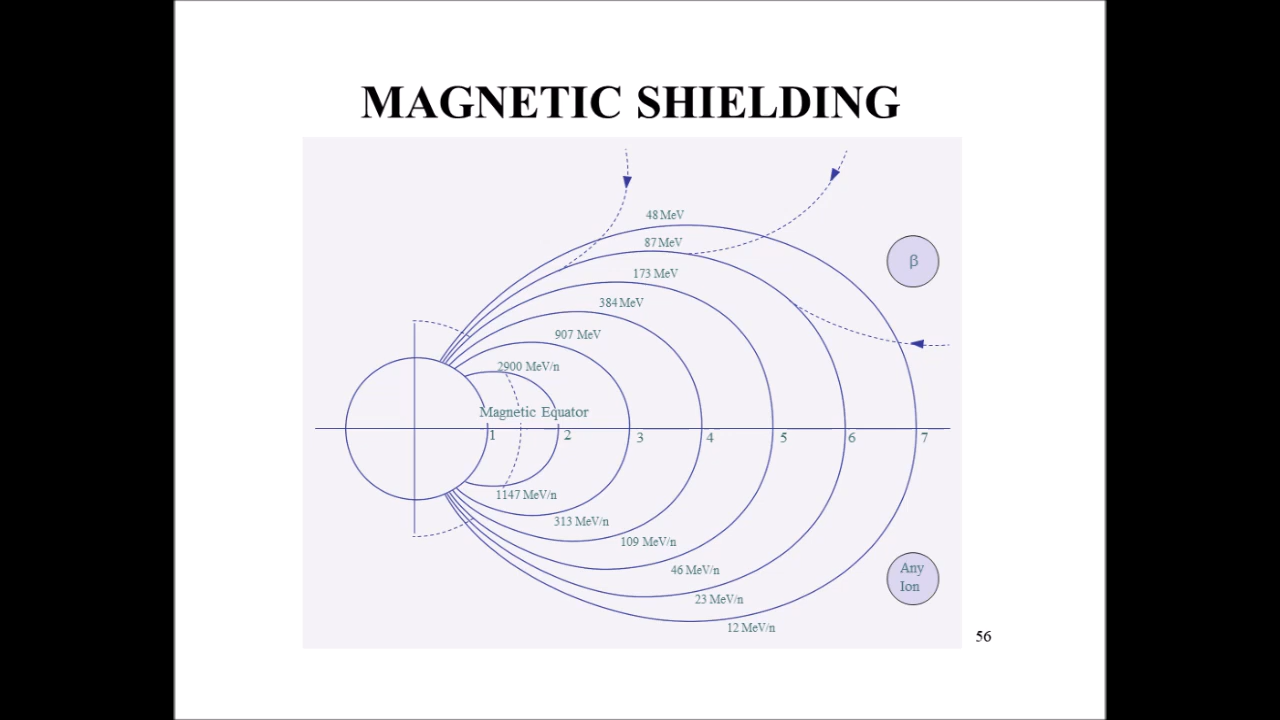 MAGNETIC SHIELDING
48 MeV
87 MeV
β
173 MeV
384 MeV
907 MeV
2900 MeV/n
Magnetic Equator
1
2
3
4
5
6
7
1147 MeV/n
313 MeV/n
109 MeV/n
46 MeV/n
Any
Ion
23 MeV/n
12 MeV/n
56